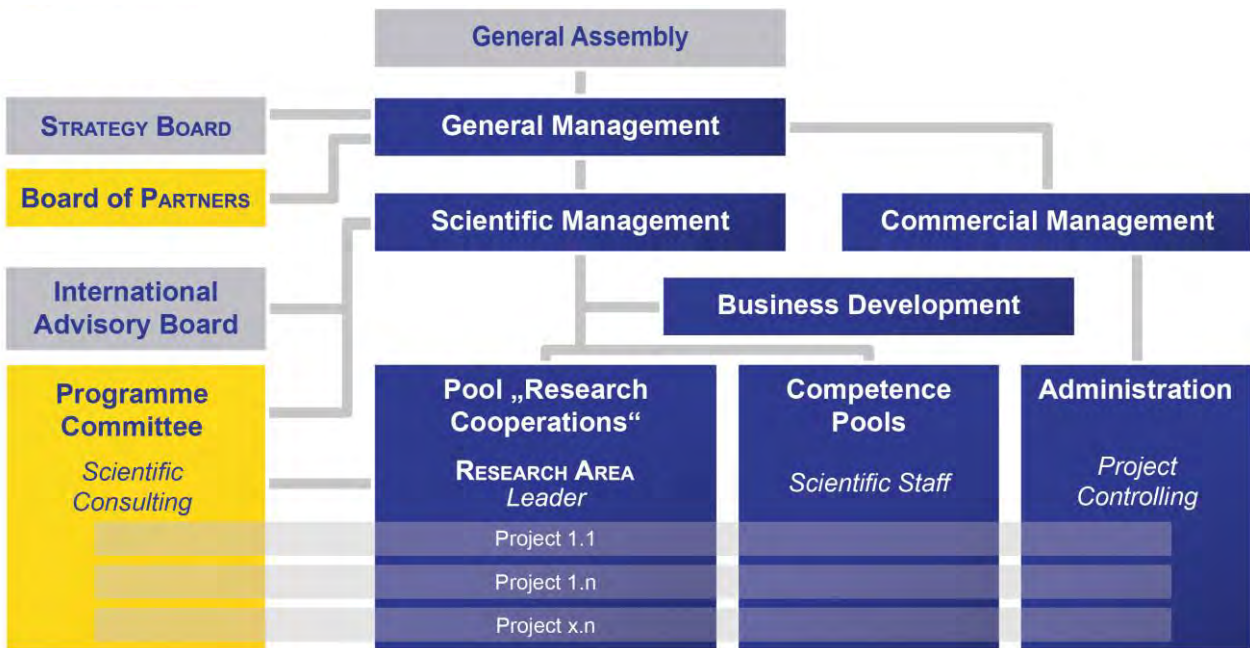 General Assembly
STRATEGY BOARD
General Management
Board of PARTNERS
Scientific Management
Commercial Management
International
Advisory Board
Business Development
Programme
Committee
Scientific
Consulting
Pool „Research
Cooperations“
RESEARCH AREA
Leader
Competence
Pools
Scientific Staff
Administration
Project
Controlling
Project 1.1
Project 1.n
Project x.n